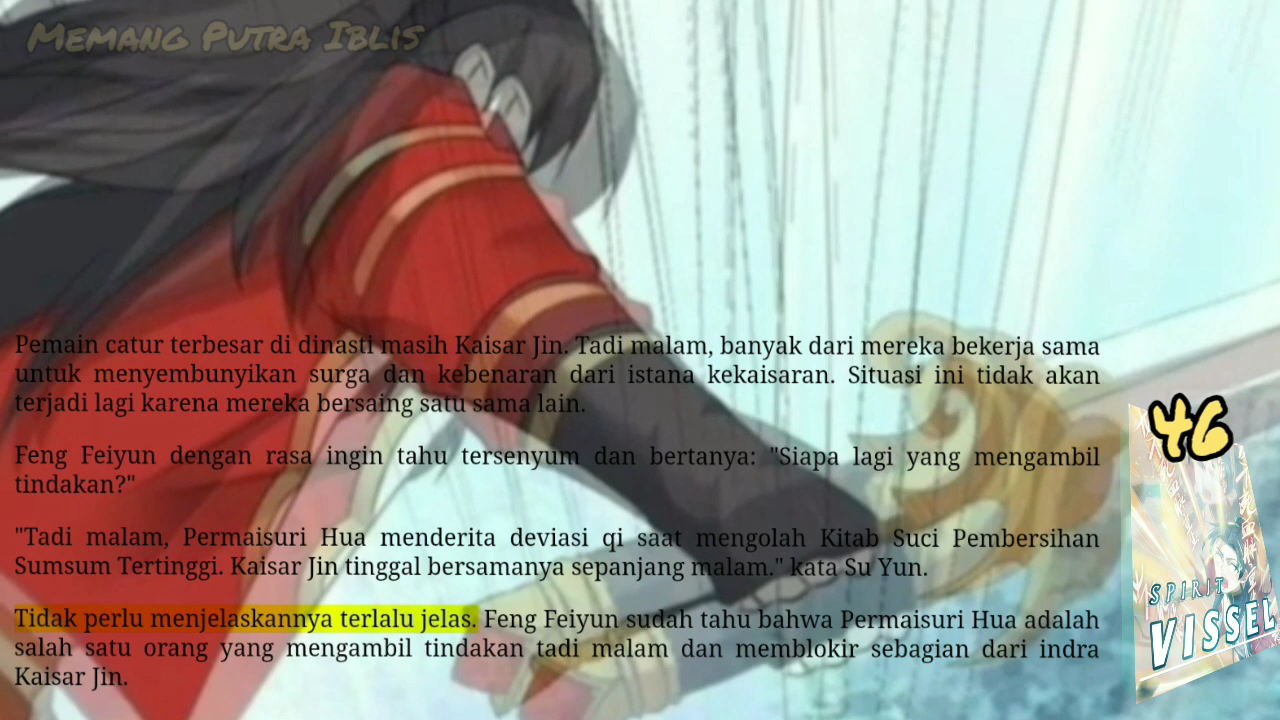 Memang Putra Iblis
Pemain catur terbesar di dinasti masih Kaisar Jin. Tadi malam, banyak dari mereka bekerja sama
untuk menyembunyikan surga dan kebenaran dari istana kekaisaran. Situasi ini tidak akan
terjadi lagi karena mereka bersaing satu sama lain.
Feng Feiyun dengan rasa ingin tahu tersenyum dan bertanya: "Siapa lagi yang mengambil
tindakan?"
"Tadi malam, Permaisuri Hua menderita deviasi qi saat mengolah Kitab Suci Pembersihan
Sumsum Tertinggi. Kaisar Jin tinggal bersamanya sepanjang malam." kata Su Yun.
Tidak perlu menjelaskannya terlalu jelas. Feng Feiyun sudah tahu bahwa Permaisuri Hua adalah
salah satu orang yang mengambil tindakan tadi malam dan memblokir sebagian dari indra
Kaisar Jin.
46
SPIRIT
VISSEL